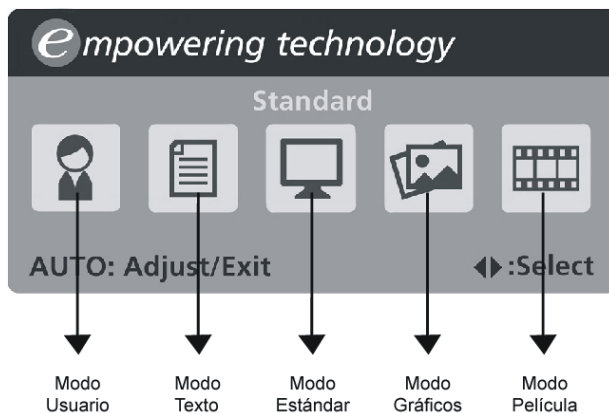 empowering technology
Standard
AUTO: Adjust/Exit
:Select
Modo Usuario
Modo Texto
Modo Estándar
Modo Gráficos
Modo Película